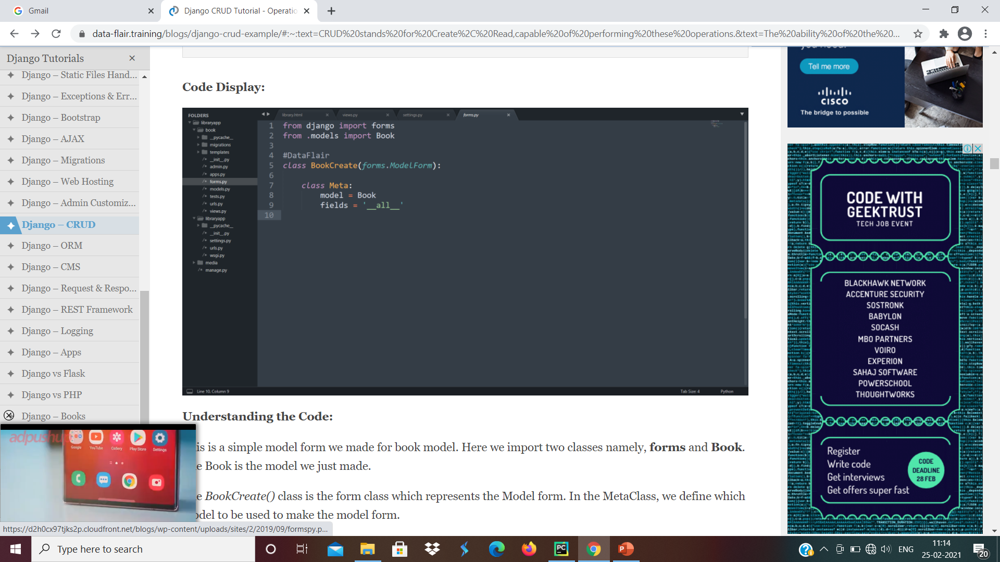 Gmail
Django CRUD Tutorial - Operatio
data-flair.training/blogs/django-crud-example/#:~:text=CRUD%20stands%20for%20Create%2C%20Read,capable%20of%20performing%20these%20operations.&text=The%20ability%20of%20the%20...
Django Tutorials
Django – Static Files Hand...
Django – Exceptions & Err...
Django – Bootstrap
Django – AJAX
Django – Migrations
Django – Web Hosting
Django – Admin Customiz...
Django – CRUD
Django – ORM
Django – CMS
Django – Request & Respo...
Django – REST Framework
Django – Logging
Django – Apps
Django vs Flask
Django vs PHP
Django – Books
adpushu
Google
YouTube
Gallery
Play Store
Settings
Code Display:
FOLDERS
libraryapp
book
__pycache__
migrations
templates
__init__.py
admin.py
apps.py
forms.py
models.py
tests.py
urls.py
views.py
libraryapp
__pycache__
__init__.py
settings.py
urls.py
wsgi.py
media
manage.py
library.html
views.py
settings.py
forms.py
1 from django import forms
2 from .models import Book
3
4 #DataFlair
5 class BookCreate(forms.ModelForm):
6
7 class Meta:
8 model = Book
9 fields = '__all__'
10
Line 10, Column 9
Tab Size: 4
Python
Understanding the Code:
is is a simple model form we made for book model. Here we import two classes namely, forms and Book.
e Book is the model we just made.
e BookCreate() class is the form class which represents the Model form. In the MetaClass, we define which
odel to be used to make the model form.
https://d2h0cx97tjks2p.cloudfront.net/blogs/wp-content/uploads/sites/2/2019/09/formspy.p...
you need.
Tell me more
CISCO
The bridge to possible
CODE WITH
GEEKTRUST
TECH JOB EVENT
BLACKHAWK NETWORK
ACCENTURE SECURITY
SOSTRONK
BABYLON
SOCASH
MBO PARTNERS
VOIRO
EXPERION
SAHAJ SOFTWARE
POWERSCHOOL
THOUGHTWORKS
Register
Write code
Get interviews
Get offers super fast
CODE
DEADLINE
28 FEB
Type here to search
PC
P
ENG
11:14
25-02-2021
20